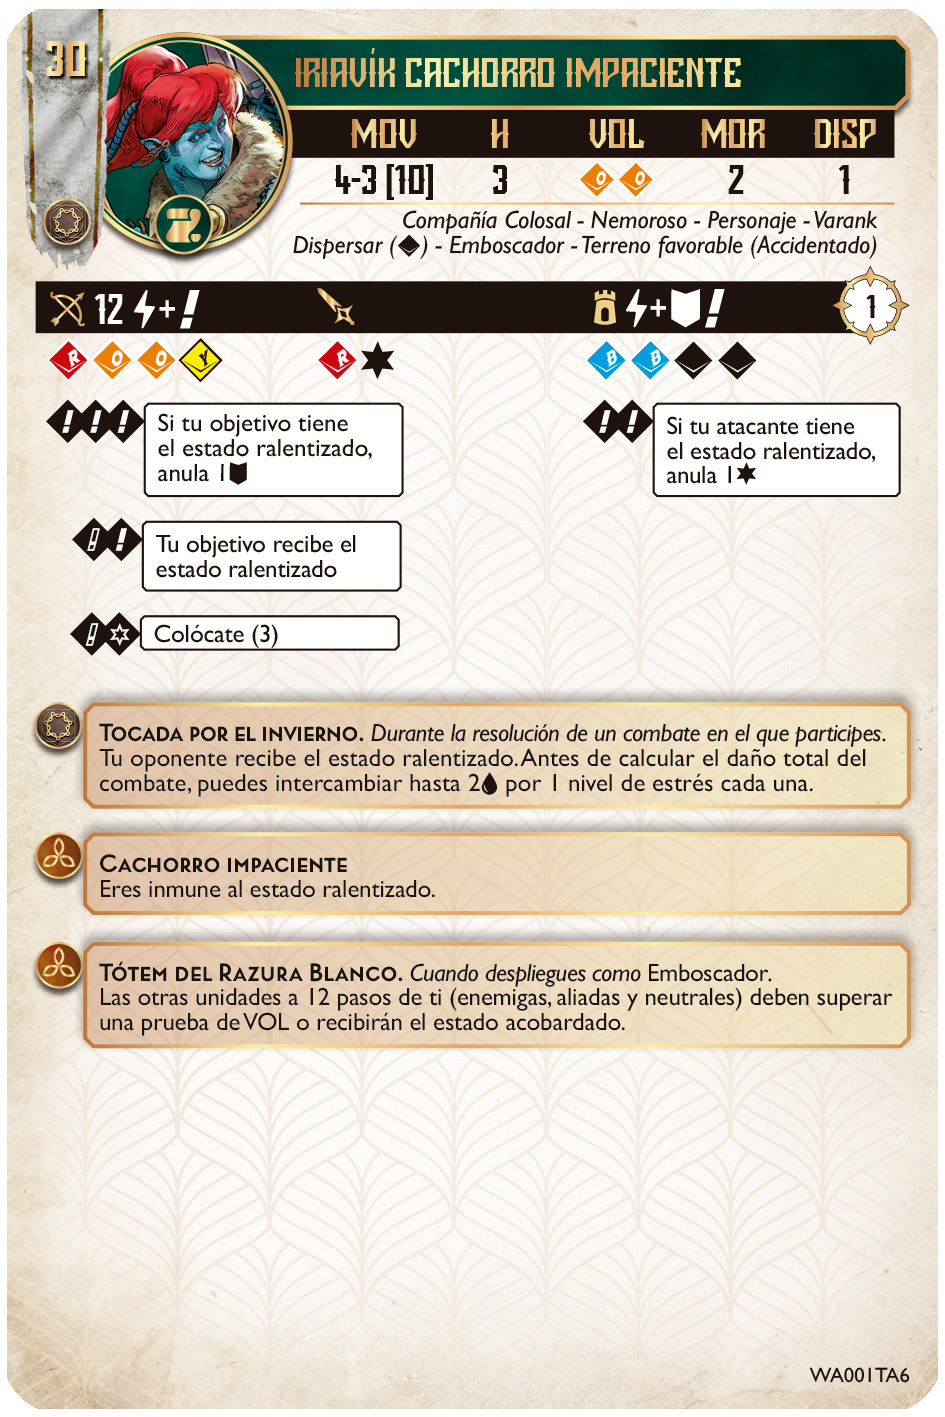 30
IRIAVÍK CACHORRO IMPACIENTE
MOV H VOL MOR DISP
4-3 [10] 3 O O 2 1
Compañía Colosal - Nemoroso - Personaje - Varank
Dispersar (◆) - Emboscador - Terreno favorable (Accidentado)
12 + ! + ! 1
R O O Y R B B
! ! ! Si tu objetivo tiene
el estado ralentizado,
anula 1
! ! Si tu atacante tiene
el estado ralentizado,
anula 1
! ! Tu objetivo recibe el
estado ralentizado
! Colócate (3)
TOCADA POR EL INVIERNO. Durante la resolución de un combate en el que participes.
Tu oponente recibe el estado ralentizado. Antes de calcular el daño total del
combate, puedes intercambiar hasta 2 por 1 nivel de estrés cada una.
CACHORRO IMPACIENTE
Eres inmune al estado ralentizado.
TÓTEM DEL RAZURA BLANCO. Cuando despliegues como Emboscador.
Las otras unidades a 12 pasos de ti (enemigas, aliadas y neutrales) deben superar
una prueba de VOL o recibirán el estado acobardado.
WA001TA6